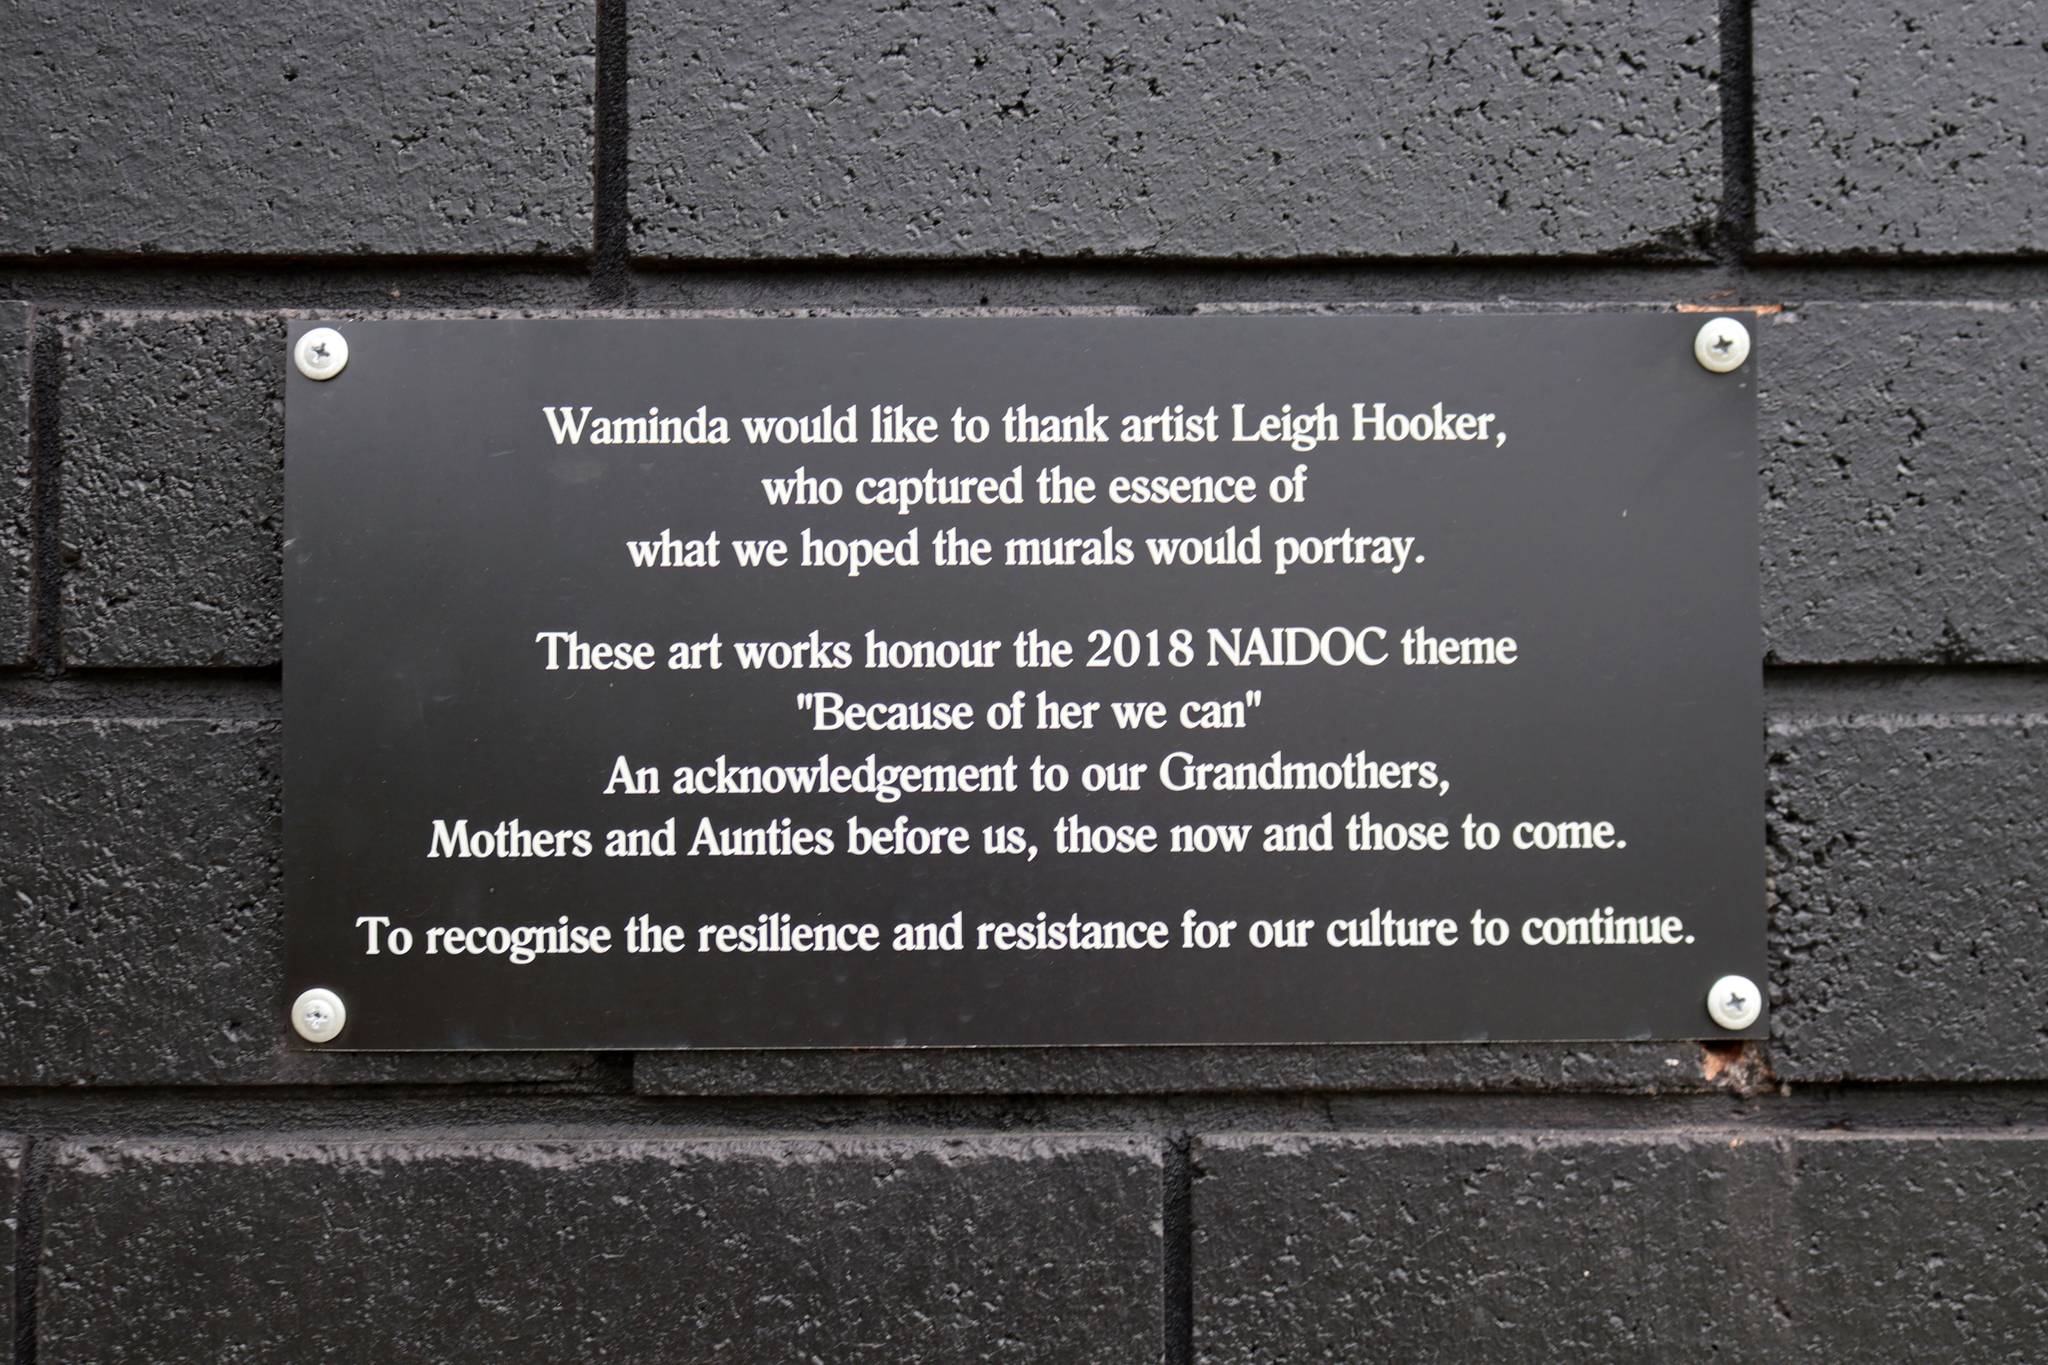 Waminda would like to thank artist Leigh Hooker,
who captured the essence of
what we hoped the murals would portray.
These art works honour the 2018 NAIDOC theme
"Because of her we can"
An acknowledgement to our Grandmothers,
Mothers and Aunties before us, those now and those to come.
To recognise the resilience and resistance for our culture to continue.